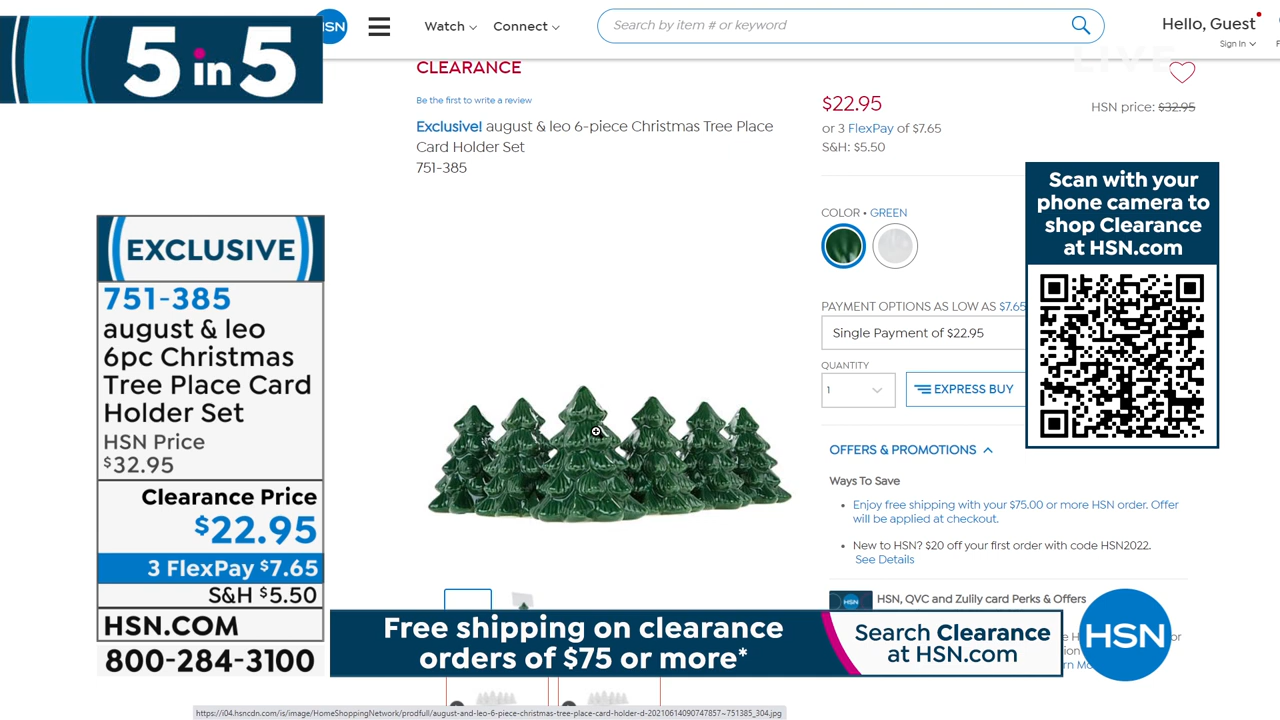 5 in 5
HSN
Watch
Connect
Search by item # or keyword
Hello, Guest
Sign In
LIVE
CLEARANCE
Be the first to write a review
Exclusive! august & leo 6-piece Christmas Tree Place
Card Holder Set
751-385
$22.95
HSN price: $32.95
or 3 FlexPay of $7.65
S&H: $5.50
COLOR • GREEN
PAYMENT OPTIONS AS LOW AS $7.65
Single Payment of $22.95
QUANTITY
1
EXPRESS BUY
OFFERS & PROMOTIONS
Ways To Save
• Enjoy free shipping with your $75.00 or more HSN order. Offer
will be applied at checkout.
• New to HSN? $20 off your first order with code HSN2022.
See Details
HSN
HSN, QVC and Zulily card Perks & Offers
Scan with your
phone camera to
shop Clearance
at HSN.com
EXCLUSIVE
751-385
august & leo
6pc Christmas
Tree Place Card
Holder Set
HSN Price
$32.95
Clearance Price
$22.95
3 FlexPay $7.65
S&H $5.50
HSN.COM
800-284-3100
Free shipping on clearance
orders of $75 or more*
Search Clearance
at HSN.com
HSN
https://i04.hsncdn.com/is/image/HomeShoppingNetwork/prodfull/august-and-leo-6-piece-christmas-tree-place-card-holder-d-20210614090747857~751385_304.jpg